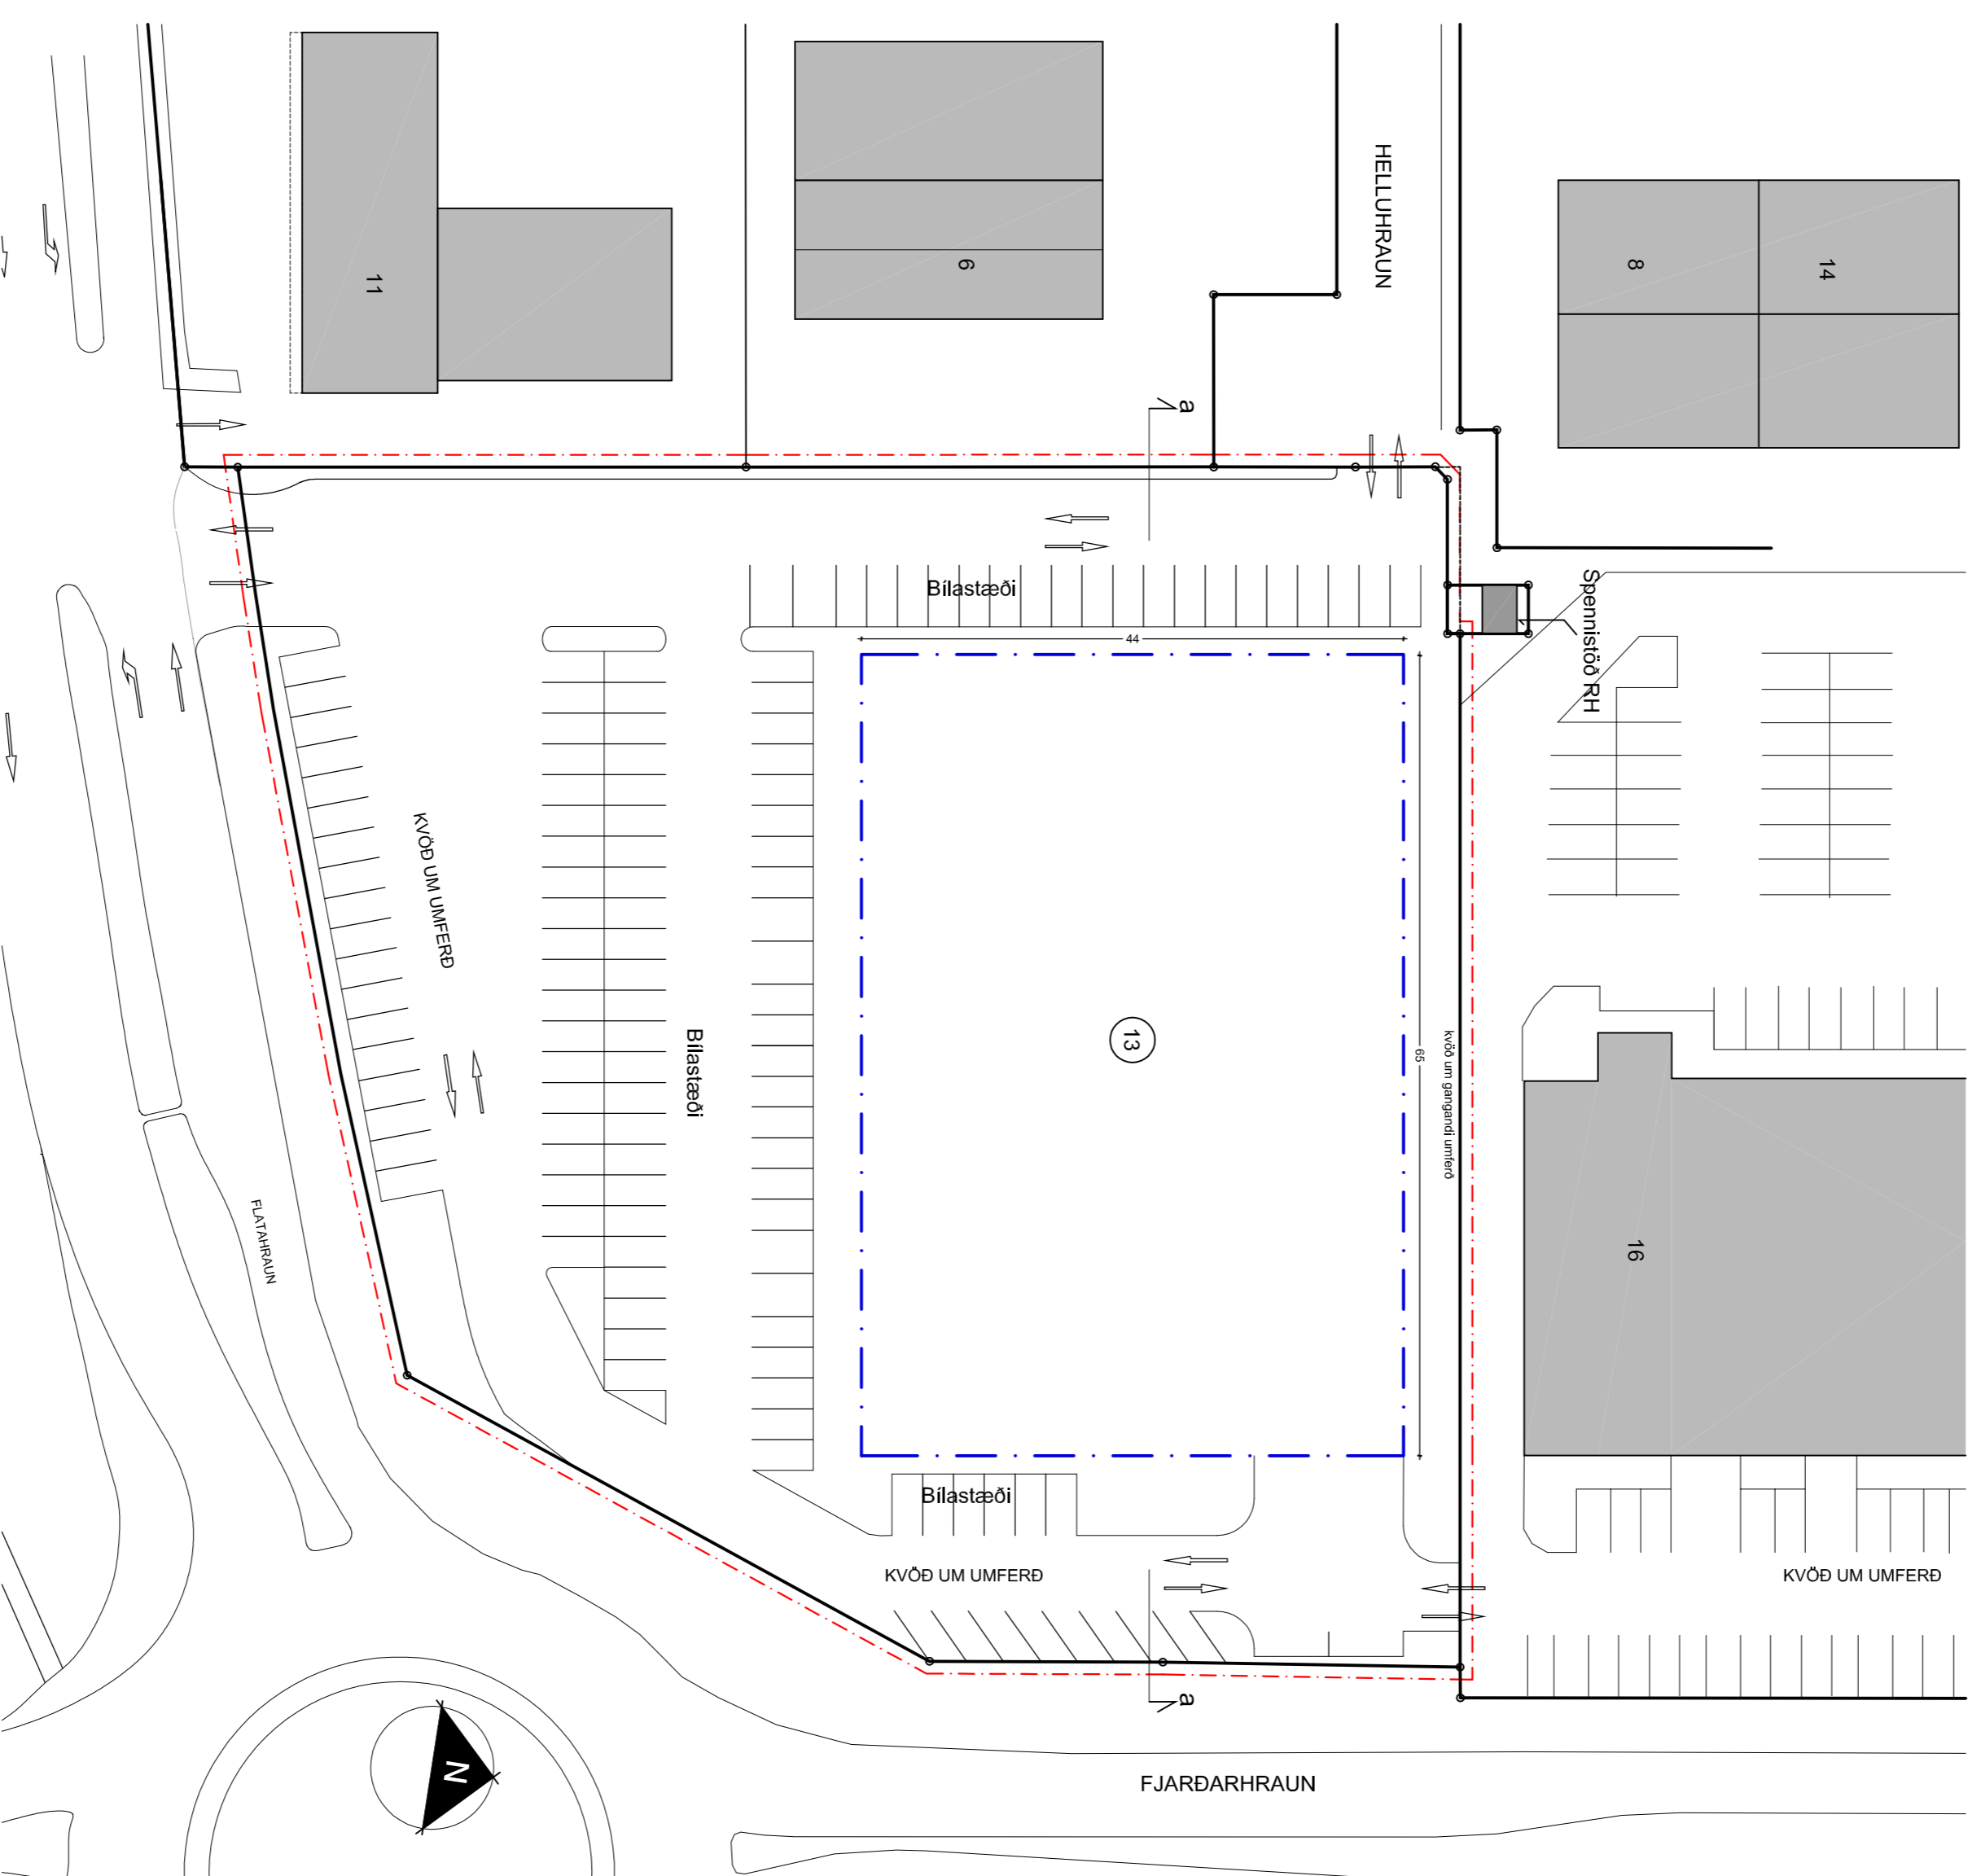 HELLUHRAUN
6
8
14
11
a
Spennistöð RH
Bílastæði
44
KVÖÐ UM UMFERÐ
Bílastæði
13
65
kvöð um gangandi umferð
16
FLATAHRAUN
Bílastæði
KVÖÐ UM UMFERÐ
KVÖÐ UM UMFERÐ
a
N
FJARÐARHRAUN